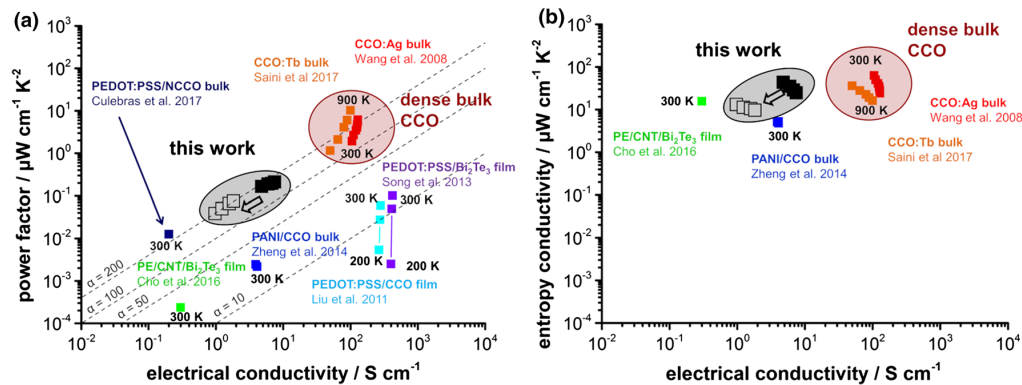 (a)
10³
10²
10¹
10⁰
10⁻¹
10⁻²
10⁻³
10⁻⁴
power factor / µW cm⁻¹ K⁻²
CCO:Ag bulk
Wang et al. 2008
CCO:Tb bulk
Saini et al 2017
PEDOT:PSS/NCCO bulk
Culebras et al. 2017
900 K
dense bulk
CCO
300 K
this work
PEDOT:PSS/Bi₂Te₃ film
Song et al. 2013
300 K
300 K
300 K
PANI/CCO bulk
Zheng et al. 2014
300 K
200 K
200 K
PE/CNT/Bi₂Te₃ film
Cho et al. 2016
300 K
PEDOT:PSS/CCO film
Liu et al. 2011
α = 200
α = 100
α = 50
α = 10
10⁻² 10⁻¹ 10⁰ 10¹ 10² 10³ 10⁴
electrical conductivity / S cm⁻¹
(b)
10³
10²
10¹
10⁰
10⁻¹
10⁻²
10⁻³
10⁻⁴
entropy conductivity / µW cm⁻¹ K⁻²
dense bulk
CCO
this work
300 K
300 K
900 K
300 K
CCO:Ag bulk
Wang et al. 2008
PE/CNT/Bi₂Te₃ film
Cho et al. 2016
CCO:Tb bulk
Saini et al 2017
PANI/CCO bulk
Zheng et al. 2014
10⁻² 10⁻¹ 10⁰ 10¹ 10² 10³ 10⁴
electrical conductivity / S cm⁻¹